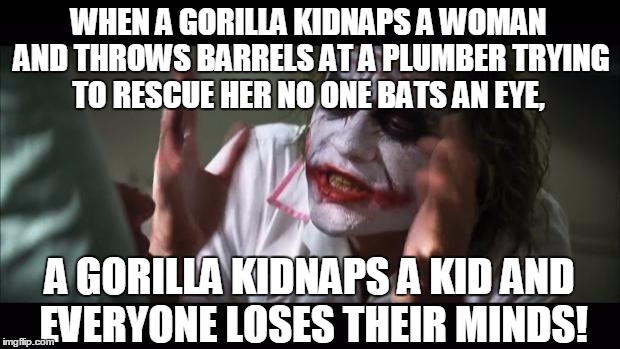 WHEN A GORILLA KIDNAPS A WOMAN
AND THROWS BARRELS AT A PLUMBER TRYING
TO RESCUE HER NO ONE BATS AN EYE,
A GORILLA KIDNAPS A KID AND
EVERYONE LOSES THEIR MINDS!
imgflip.com